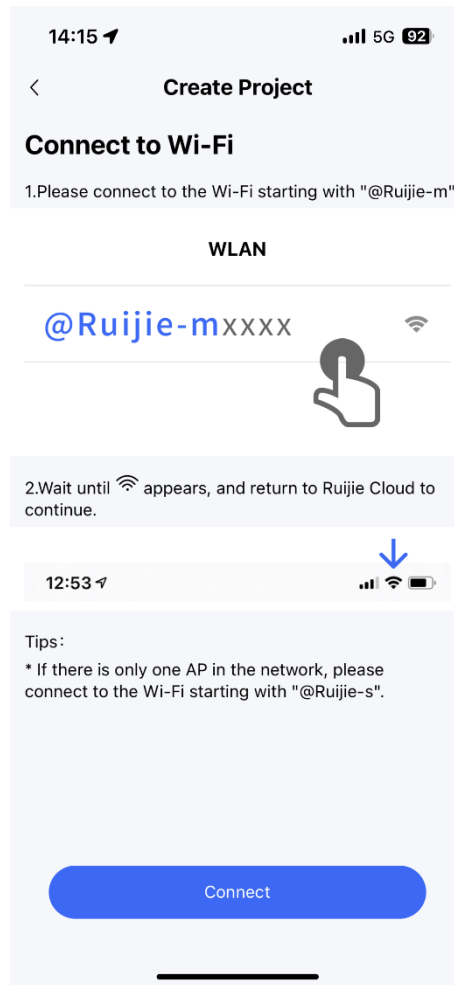 14:15 5G 92
Create Project
Connect to Wi-Fi
1.Please connect to the Wi-Fi starting with "@Ruijie-m"
WLAN
@Ruijie-mxxxx
2.Wait until appears, and return to Ruijie Cloud to
continue.
12:53
Tips:
* If there is only one AP in the network, please
connect to the Wi-Fi starting with "@Ruijie-s".
Connect